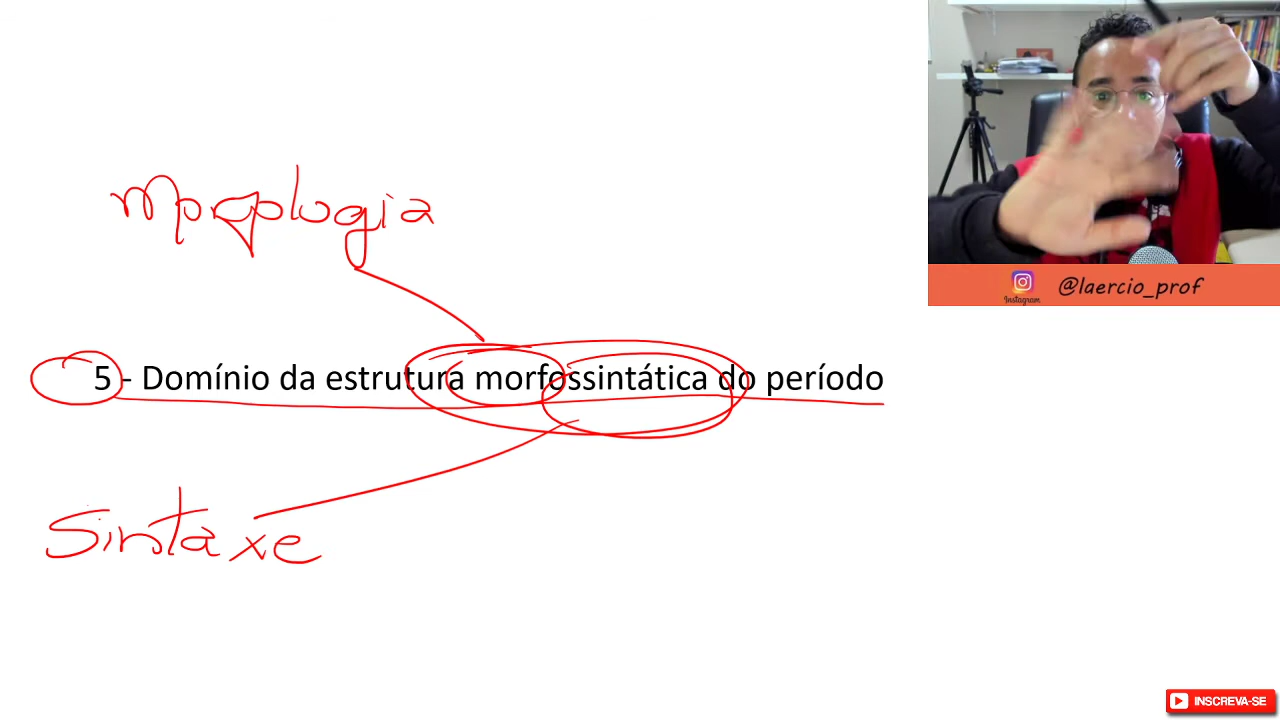 Morfologia
5 - Domínio da estrutura morfossintática do período
Sintaxe
Instagram
@laercio_prof
INSCREVA-SE